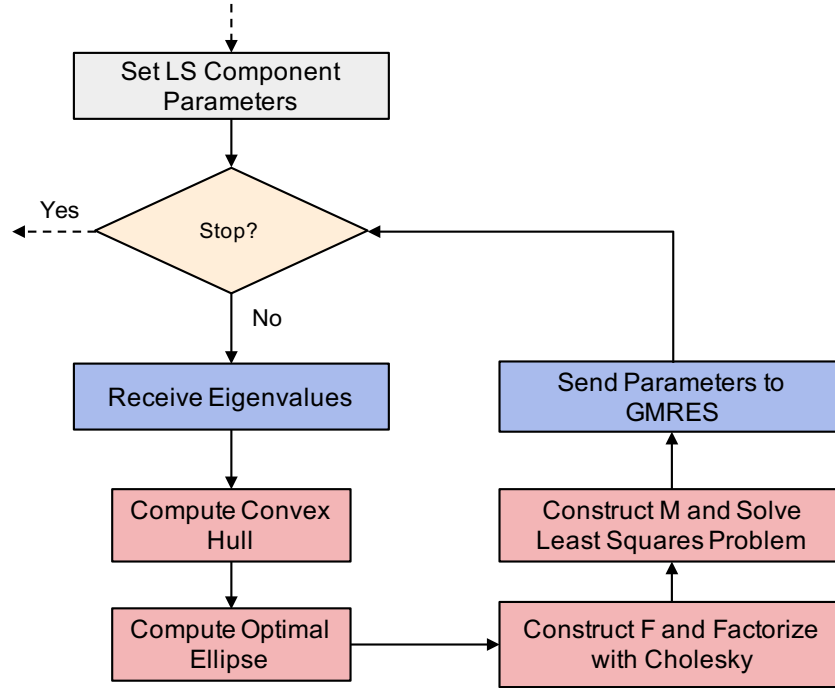 Set LS Component
Parameters
Yes
Stop?
No
Receive Eigenvalues
Send Parameters to
GMRES
Compute Convex
Hull
Construct M and Solve
Least Squares Problem
Compute Optimal
Ellipse
Construct F and Factorize
with Cholesky